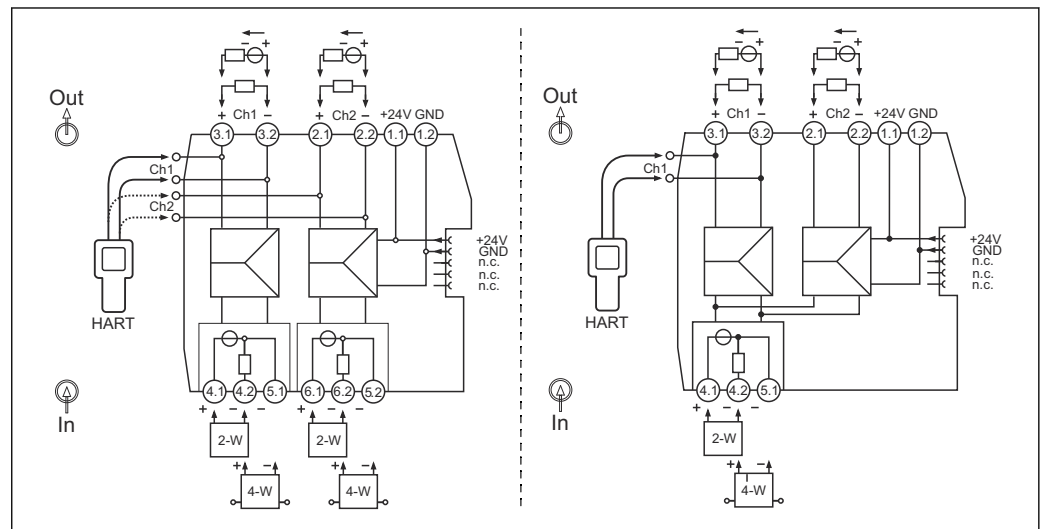 − +
− +
Out
+ Ch1 − + Ch2 − +24V GND
3.1 3.2 2.1 2.2 1.1 1.2
Ch1
Ch2
+24V
GND
n.c.
n.c.
n.c.
HART
4.1 4.2 5.1 6.1 6.2 5.2
+ − − + − −
In
2-W 2-W
+ − + −
4-W 4-W
− +
− +
Out
+ Ch1 − + Ch2 − +24V GND
3.1 3.2 2.1 2.2 1.1 1.2
Ch1
+24V
GND
n.c.
n.c.
n.c.
HART
4.1 4.2 5.1
+ − −
In
2-W
+ −
4-W